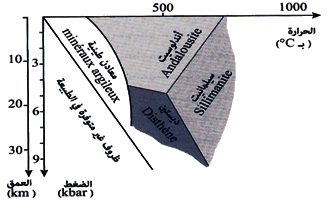 500
1000
الحرارة
(بـ °C)
معادن طينية
minéraux argileux
أندلوسيت
Andalousite
سيليمانيت
Sillimanite
ديستين
Disthène
ظروف غير متوفرة في الطبيعة
3
10
20
6
30
9
العمق
(km)
الضغط
(kbar)